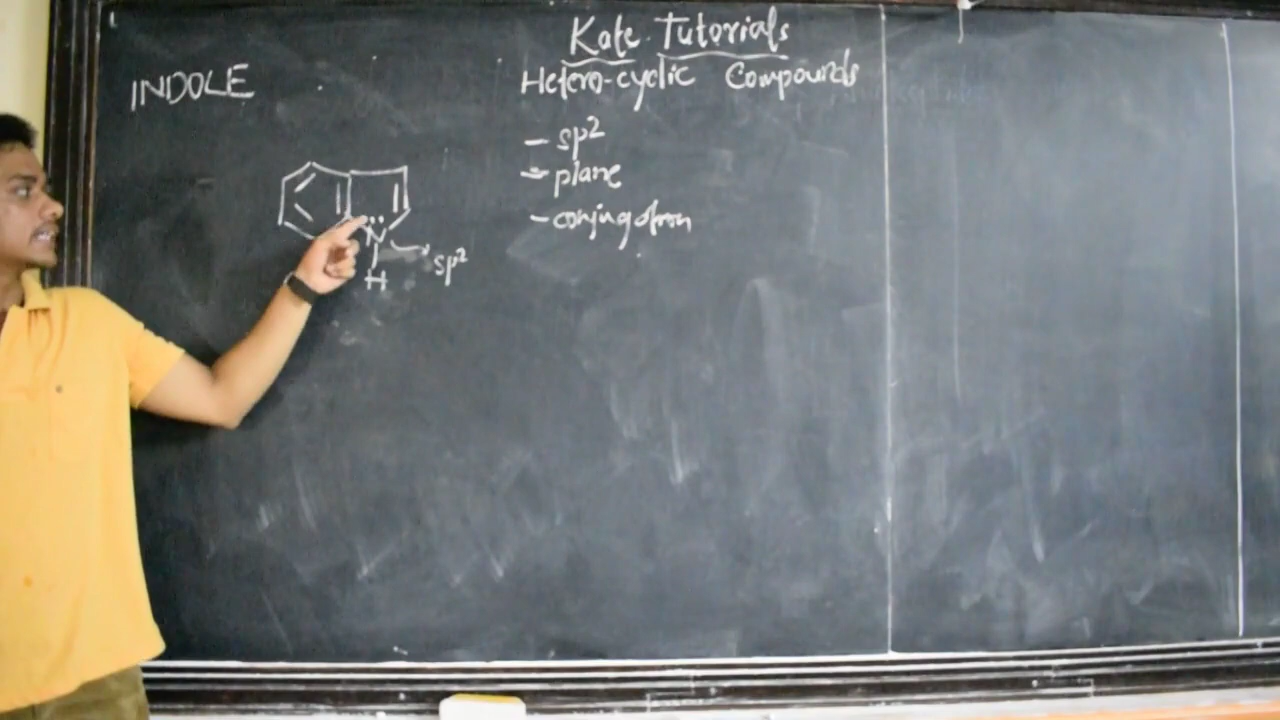 Kate Tutorials
Hetero-cyclic Compounds
INDOLE
- sp2
- plane
- conjugation
N
H
sp2